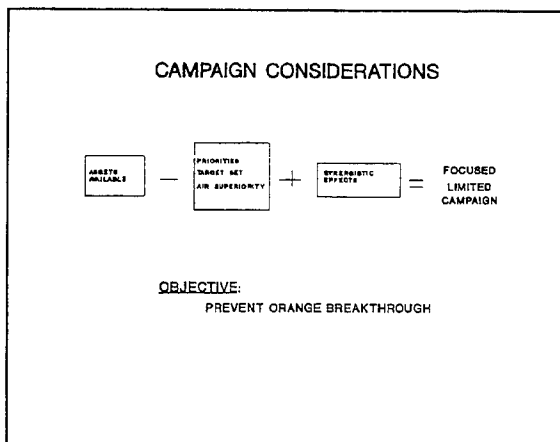 CAMPAIGN CONSIDERATIONS
ASSETS
AVAILABLE
—
PRIORITIES
TARGET SET
AIR SUPERIORITY
+
SYNERGISTIC
EFFECTS
=
FOCUSED
LIMITED
CAMPAIGN
OBJECTIVE:
PREVENT ORANGE BREAKTHROUGH